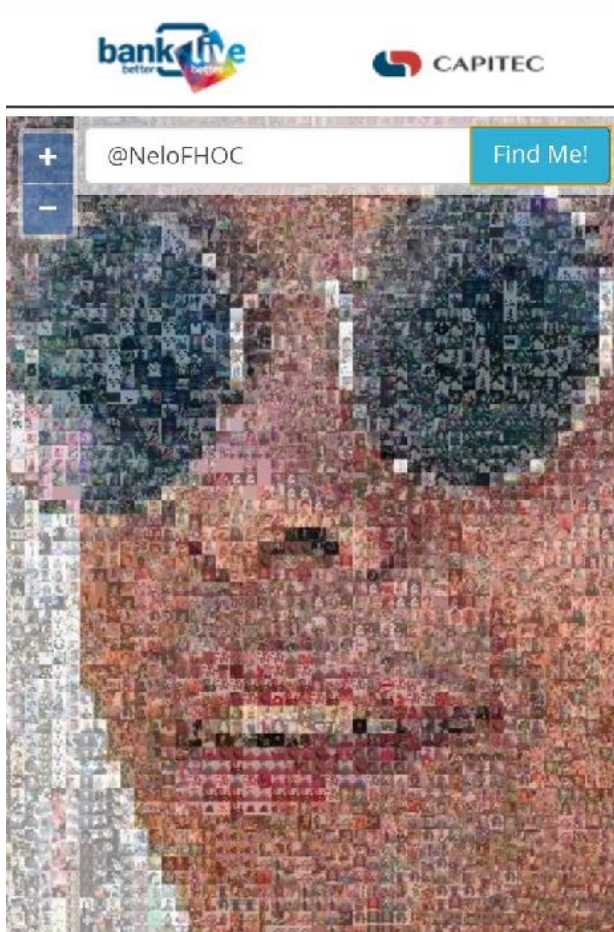 bank live
better better
CAPITEC
+
@NeloFHOC
Find Me!
−